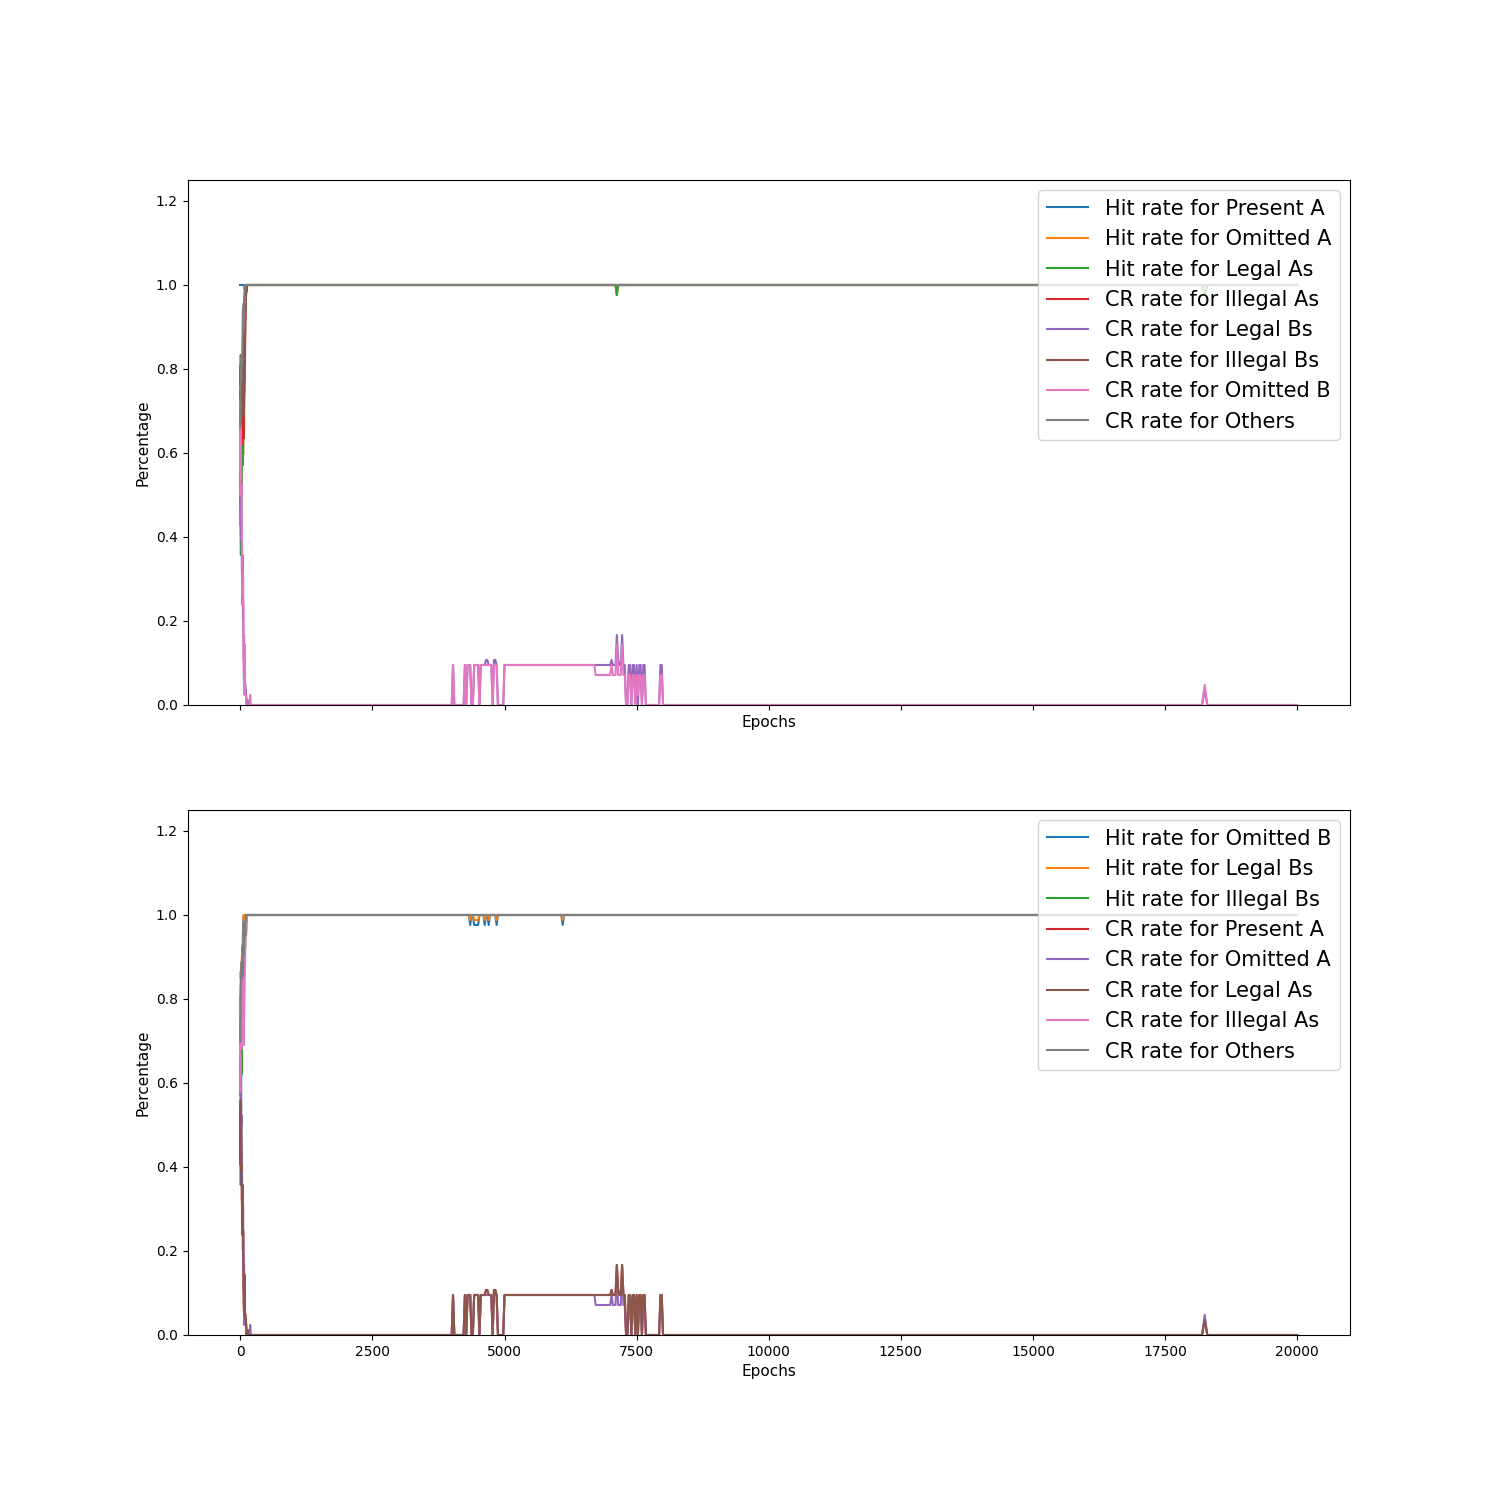 1.2
1.0
0.8
0.6
0.4
0.2
0.0
Percentage
Epochs
Hit rate for Present A
Hit rate for Omitted A
Hit rate for Legal As
CR rate for Illegal As
CR rate for Legal Bs
CR rate for Illegal Bs
CR rate for Omitted B
CR rate for Others
1.2
1.0
0.8
0.6
0.4
0.2
0.0
Percentage
0 2500 5000 7500 10000 12500 15000 17500 20000
Epochs
Hit rate for Omitted B
Hit rate for Legal Bs
Hit rate for Illegal Bs
CR rate for Present A
CR rate for Omitted A
CR rate for Legal As
CR rate for Illegal As
CR rate for Others